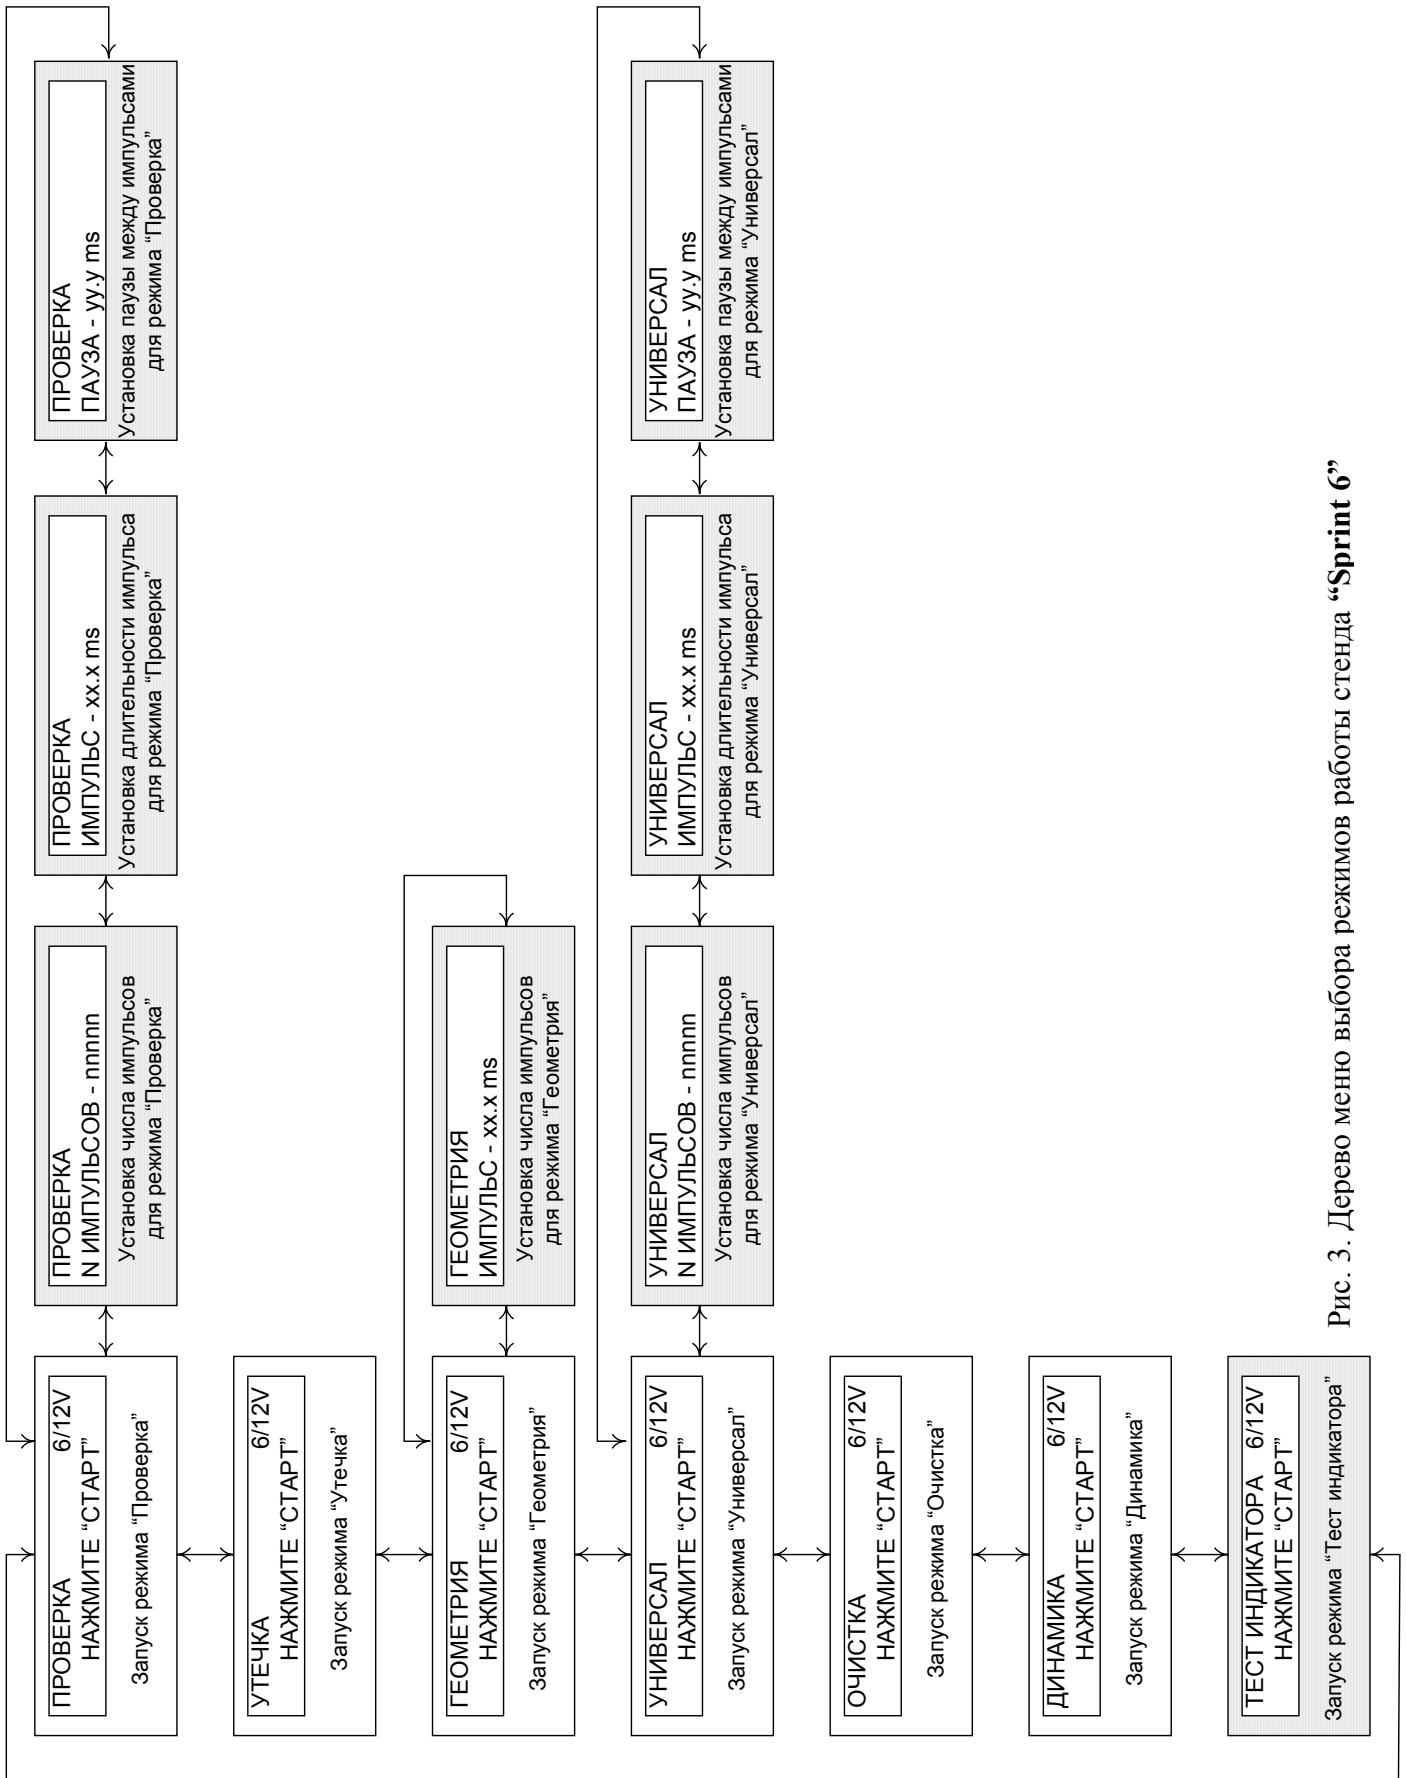 ПРОВЕРКА 6/12V
НАЖМИТЕ “СТАРТ”
Запуск режима “Проверка”
ПРОВЕРКА
N ИМПУЛЬСОВ - nnnnn
Установка числа импульсов
для режима “Проверка”
ПРОВЕРКА
ИМПУЛЬС - xx.x ms
Установка длительности импульса
для режима “Проверка”
ПРОВЕРКА
ПАУЗА - yy.y ms
Установка паузы между импульсами
для режима “Проверка”
УТЕЧКА 6/12V
НАЖМИТЕ “СТАРТ”
Запуск режима “Утечка”
ГЕОМЕТРИЯ 6/12V
НАЖМИТЕ “СТАРТ”
Запуск режима “Геометрия”
ГЕОМЕТРИЯ
ИМПУЛЬС - xx.x ms
Установка числа импульсов
для режима “Геометрия”
УНИВЕРСАЛ 6/12V
НАЖМИТЕ “СТАРТ”
Запуск режима “Универсал”
УНИВЕРСАЛ
N ИМПУЛЬСОВ - nnnnn
Установка числа импульсов
для режима “Универсал”
УНИВЕРСАЛ
ИМПУЛЬС - xx.x ms
Установка длительности импульса
для режима “Универсал”
УНИВЕРСАЛ
ПАУЗА - yy.y ms
Установка паузы между импульсами
для режима “Универсал”
ОЧИСТКА 6/12V
НАЖМИТЕ “СТАРТ”
Запуск режима “Очистка”
ДИНАМИКА 6/12V
НАЖМИТЕ “СТАРТ”
Запуск режима “Динамика”
ТЕСТ ИНДИКАТОРА 6/12V
НАЖМИТЕ “СТАРТ”
Запуск режима “Тест индикатора”
Рис. 3. Дерево меню выбора режимов работы стенда “Sprint 6”